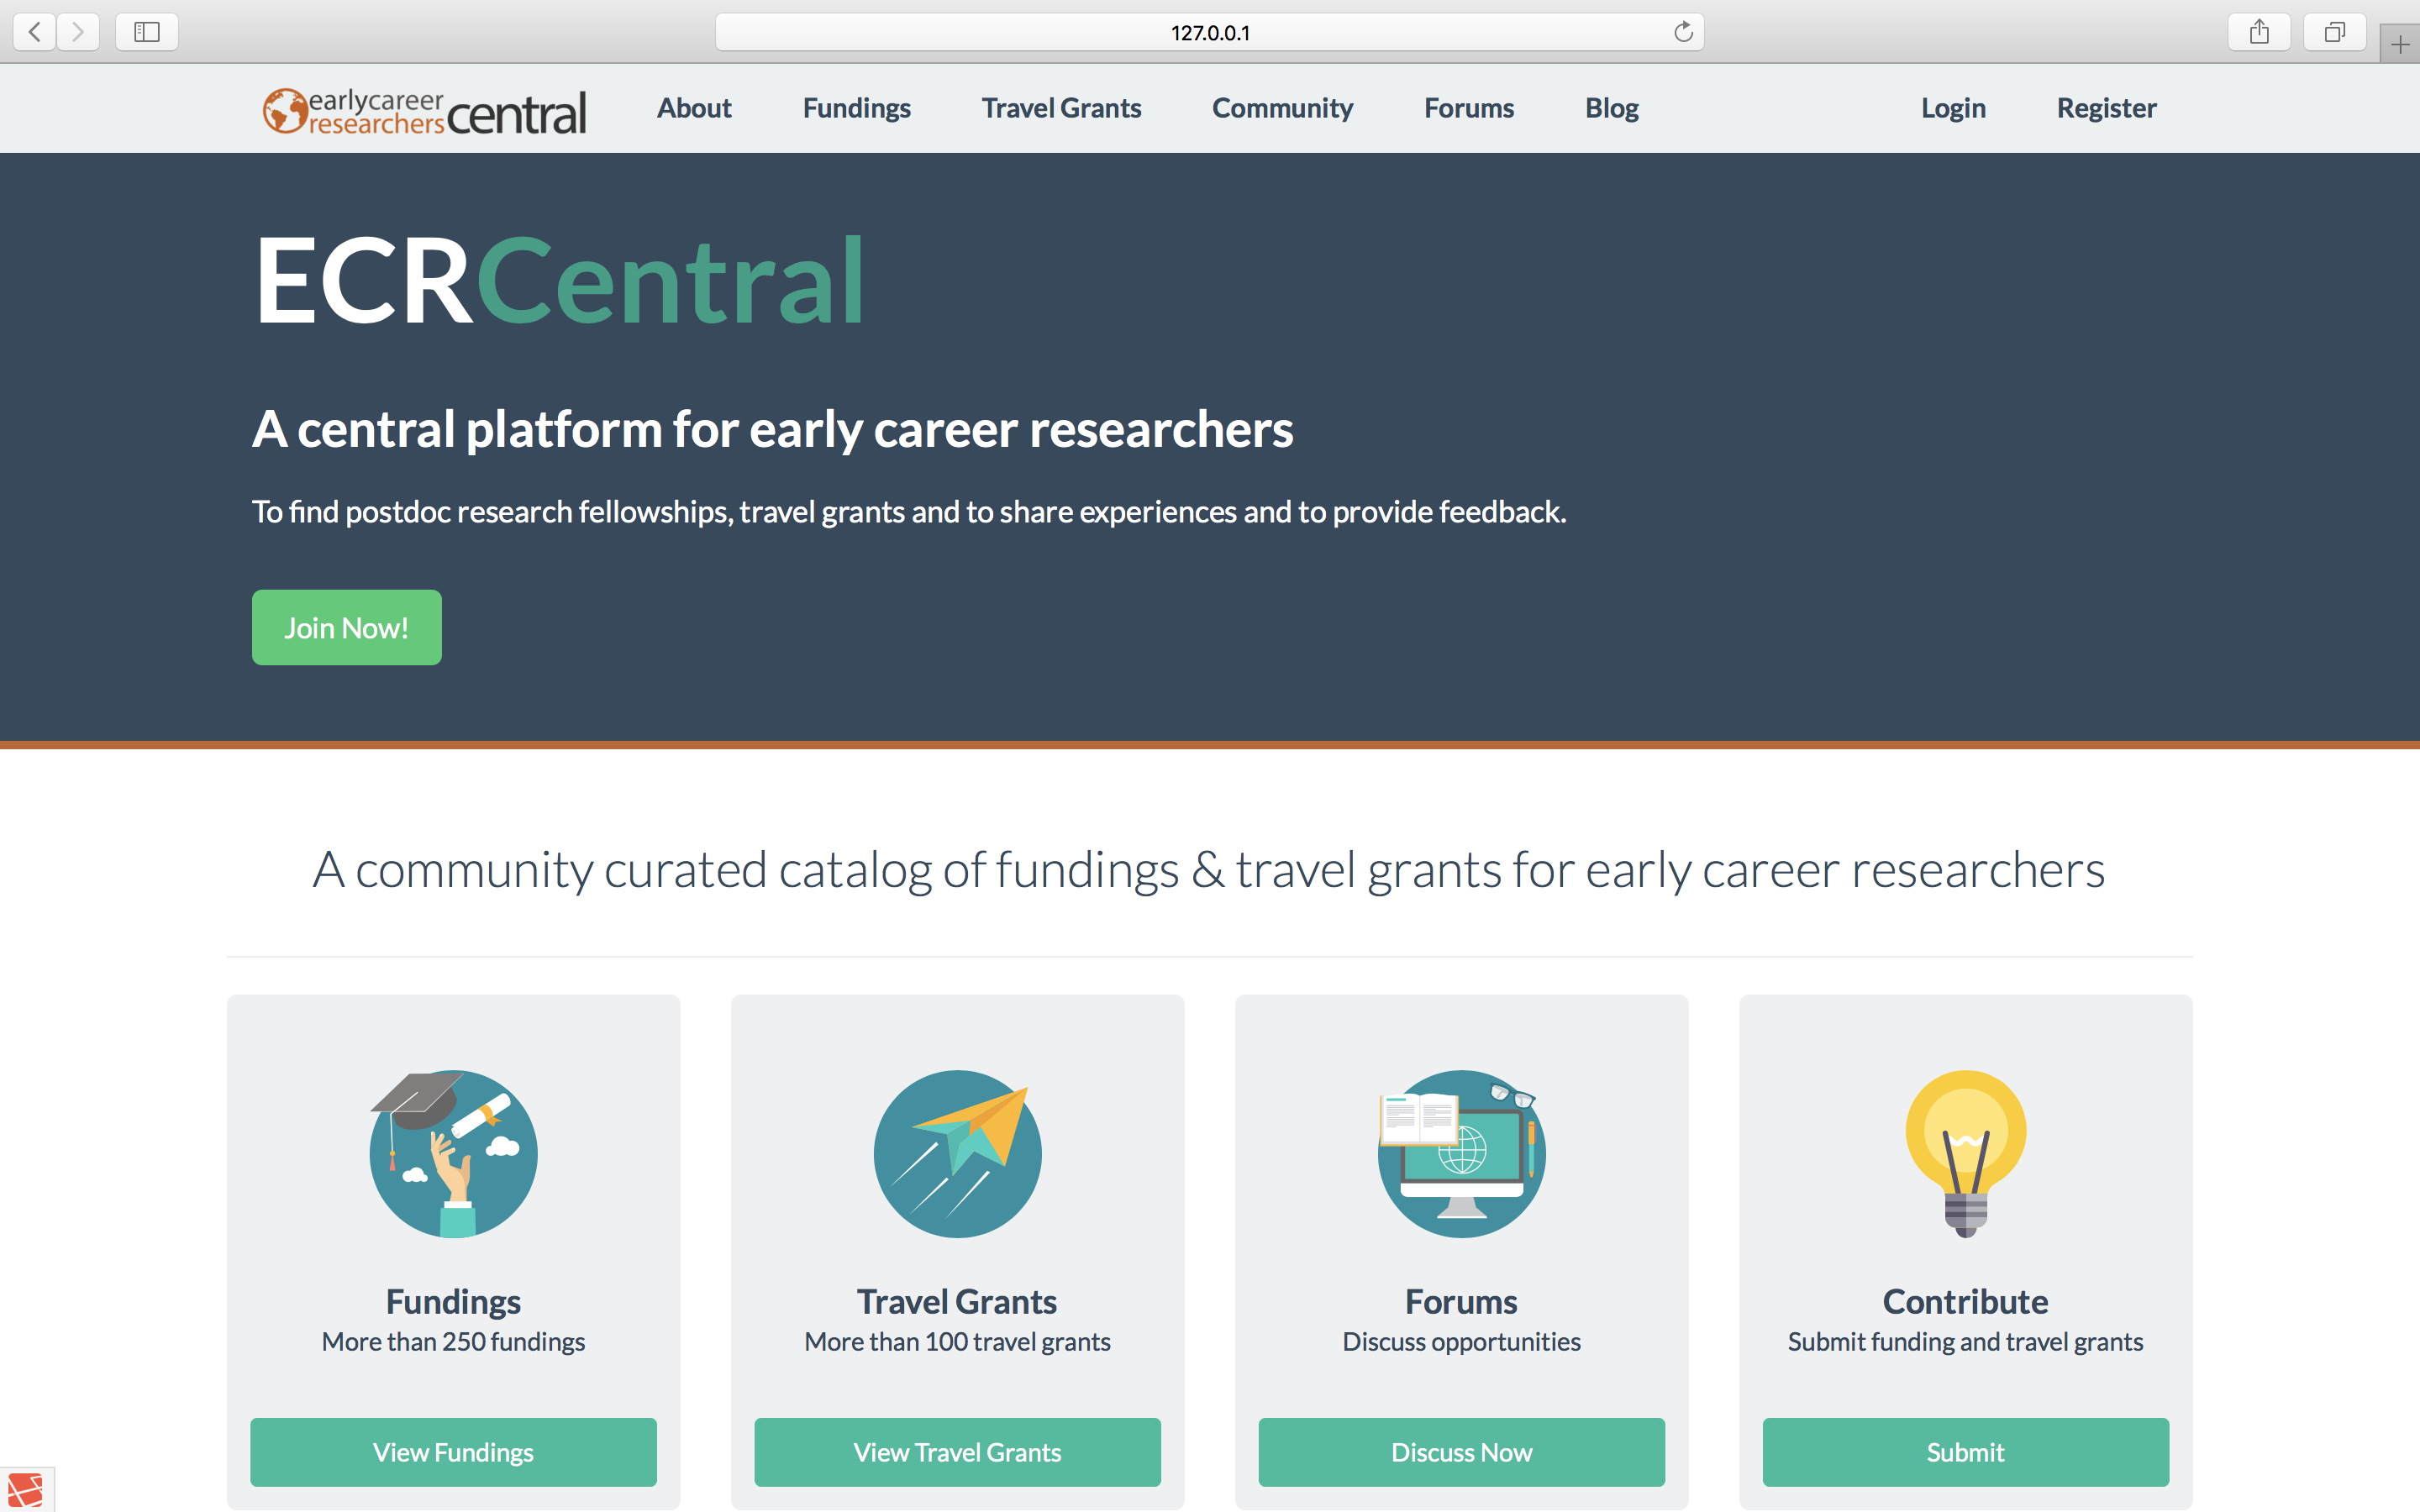 127.0.0.1
earlycareer
researchers central
About Fundings Travel Grants Community Forums Blog Login Register
ECRCentral
A central platform for early career researchers
To find postdoc research fellowships, travel grants and to share experiences and to provide feedback.
Join Now!
A community curated catalog of fundings & travel grants for early career researchers
Fundings
More than 250 fundings
View Fundings
Travel Grants
More than 100 travel grants
View Travel Grants
Forums
Discuss opportunities
Discuss Now
Contribute
Submit funding and travel grants
Submit